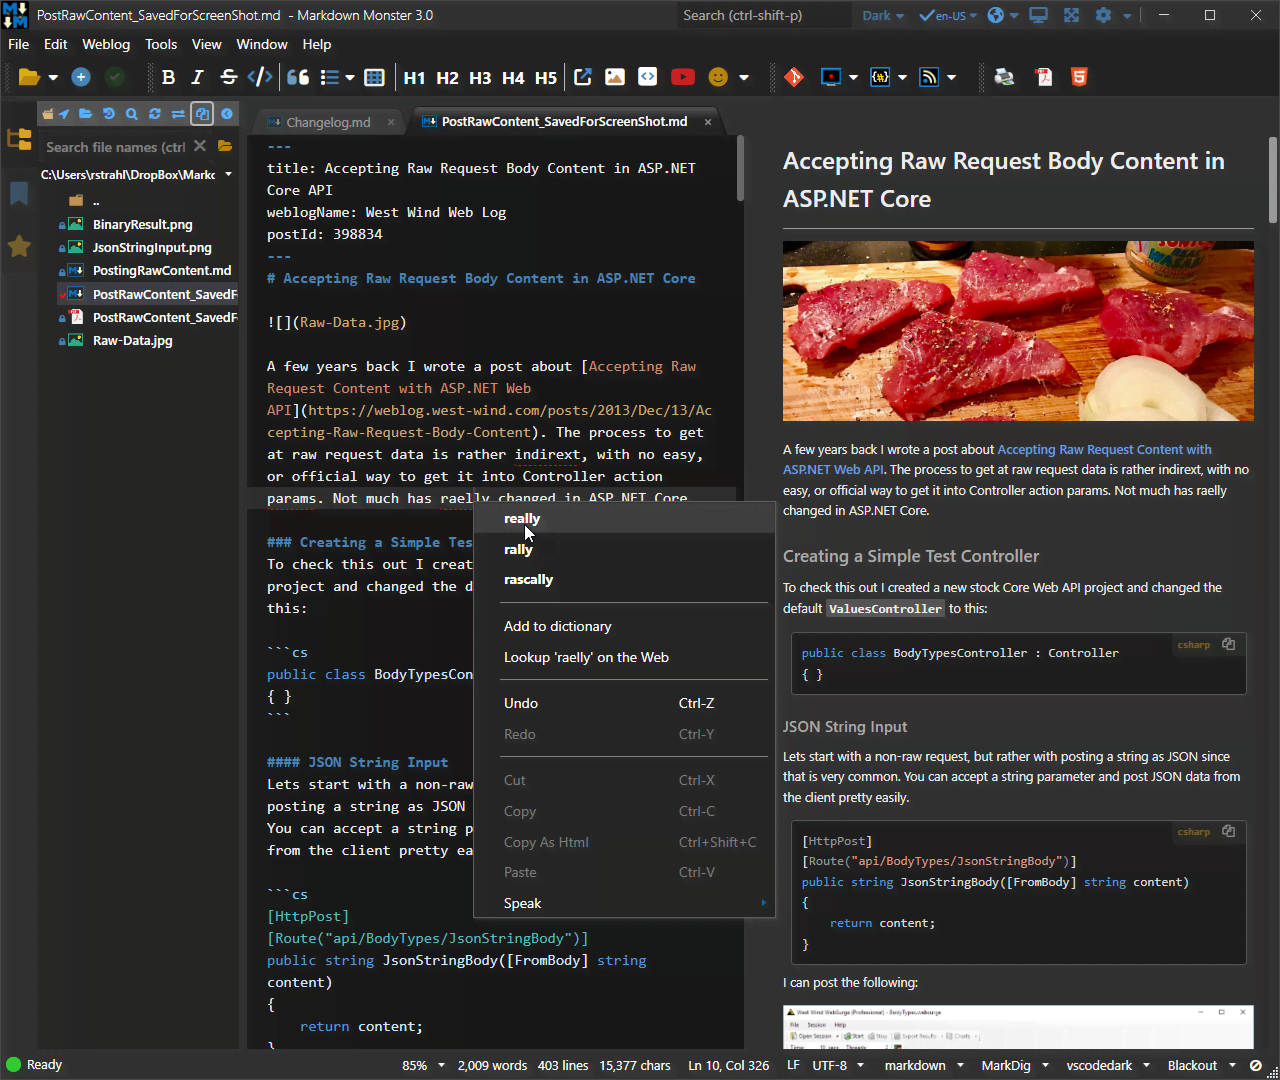 PostRawContent_SavedForScreenShot.md - Markdown Monster 3.0
Search (ctrl-shift-p)
Dark
en-US
File Edit Weblog Tools View Window Help
B I S </> H1 H2 H3 H4 H5
Search file names (ctrl
C:\Users\rstrahl\DropBox\Markc
..
BinaryResult.png
JsonStringInput.png
PostingRawContent.md
PostRawContent_SavedF
PostRawContent_SavedF
Raw-Data.jpg
Changelog.md
PostRawContent_SavedForScreenShot.md
---
title: Accepting Raw Request Body Content in ASP.NET
Core API
weblogName: West Wind Web Log
postId: 398834
---
# Accepting Raw Request Body Content in ASP.NET Core
![](Raw-Data.jpg)
A few years back I wrote a post about [Accepting Raw
Request Content with ASP.NET Web
API](https://weblog.west-wind.com/posts/2013/Dec/13/Ac
cepting-Raw-Request-Body-Content). The process to get
at raw request data is rather indirext, with no easy,
or official way to get it into Controller action
params. Not much has raelly changed in ASP.NET Core
### Creating a Simple Tes
To check this out I creat
project and changed the d
this:
```cs
public class BodyTypesCon
{ }
```
#### JSON String Input
Lets start with a non-raw
posting a string as JSON
You can accept a string p
from the client pretty ea
```cs
[HttpPost]
[Route("api/BodyTypes/JsonStringBody")]
public string JsonStringBody([FromBody] string
content)
{
return content;
}
really
rally
rascally
Add to dictionary
Lookup 'raelly' on the Web
Undo Ctrl-Z
Redo Ctrl-Y
Cut Ctrl-X
Copy Ctrl-C
Copy As Html Ctrl+Shift+C
Paste Ctrl-V
Speak
Accepting Raw Request Body Content in
ASP.NET Core
A few years back I wrote a post about Accepting Raw Request Content with
ASP.NET Web API. The process to get at raw request data is rather indirext, with no
easy, or official way to get it into Controller action params. Not much has raelly
changed in ASP.NET Core.
Creating a Simple Test Controller
To check this out I created a new stock Core Web API project and changed the
default ValuesController to this:
csharp
public class BodyTypesController : Controller
{ }
JSON String Input
Lets start with a non-raw request, but rather with posting a string as JSON since
that is very common. You can accept a string parameter and post JSON data from
the client pretty easily.
csharp
[HttpPost]
[Route("api/BodyTypes/JsonStringBody")]
public string JsonStringBody([FromBody] string content)
{
return content;
}
I can post the following:
West Wind WebSurge (Professional) - BodyTypes.websurge
File Session Help
Open Session Start Stop Export Results Charts
Ready
85% 2,009 words 403 lines 15,377 chars Ln 10, Col 326 LF UTF-8 markdown MarkDig vscodedark Blackout